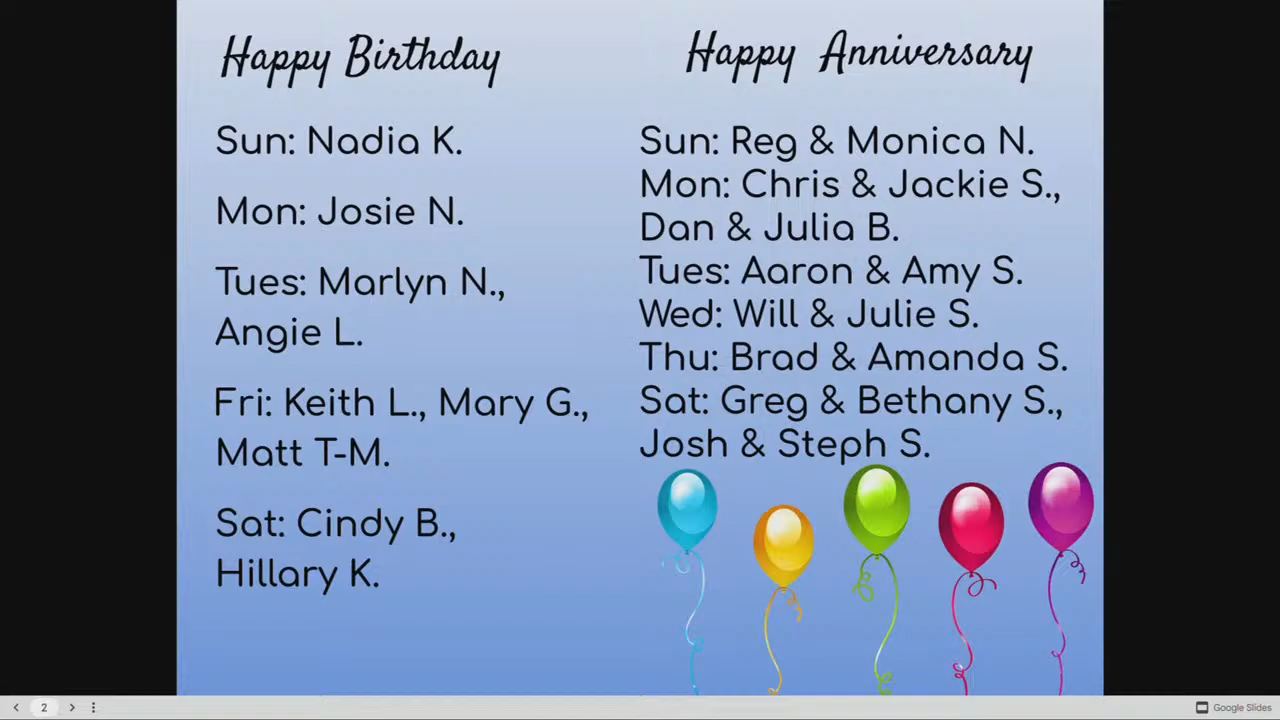 Happy Birthday
Sun: Nadia K.
Mon: Josie N.
Tues: Marlyn N.,
Angie L.
Fri: Keith L., Mary G.,
Matt T-M.
Sat: Cindy B.,
Hillary K.
Happy Anniversary
Sun: Reg & Monica N.
Mon: Chris & Jackie S.,
Dan & Julia B.
Tues: Aaron & Amy S.
Wed: Will & Julie S.
Thu: Brad & Amanda S.
Sat: Greg & Bethany S.,
Josh & Steph S.
2
Google Slides